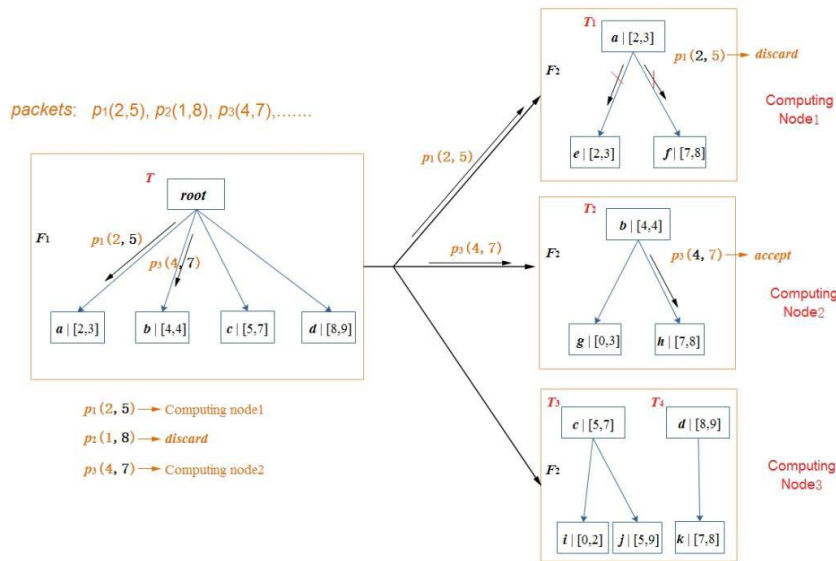 packets: p1(2,5), p2(1,8), p3(4,7),.......
T
root
F1
p1(2, 5)
p3(4, 7)
a | [2,3]
b | [4,4]
c | [5,7]
d | [8,9]
p1(2, 5) Computing node1
p2(1, 8) discard
p3(4, 7) Computing node2
p1(2, 5)
p3(4, 7)
T1
a | [2,3]
F2
p1(2, 5) discard
e | [2,3]
f | [7,8]
Computing
Node1
T2
b | [4,4]
F2
p3(4, 7) accept
g | [0,3]
h | [7,8]
Computing
Node2
T3
T4
c | [5,7]
d | [8,9]
F2
i | [0,2]
j | [5,9]
k | [7,8]
Computing
Node3